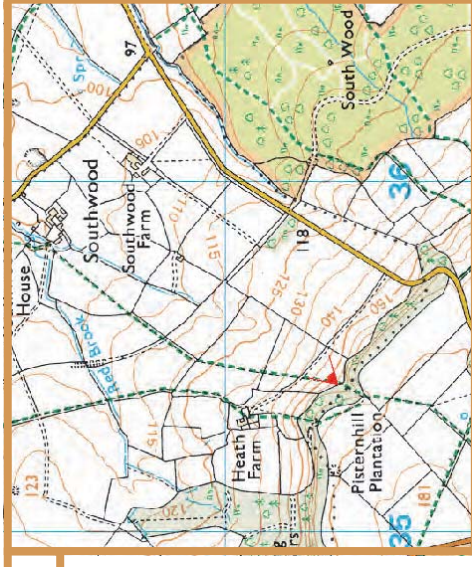 97
Spr
100
106
South Wood
House
Southwood
Southwood
Farm
110
115
36
118
Red Brook
125
130
140
150
115
123
120
Heath
Farm
Pisternhill
Plantation
181
35
g
rs